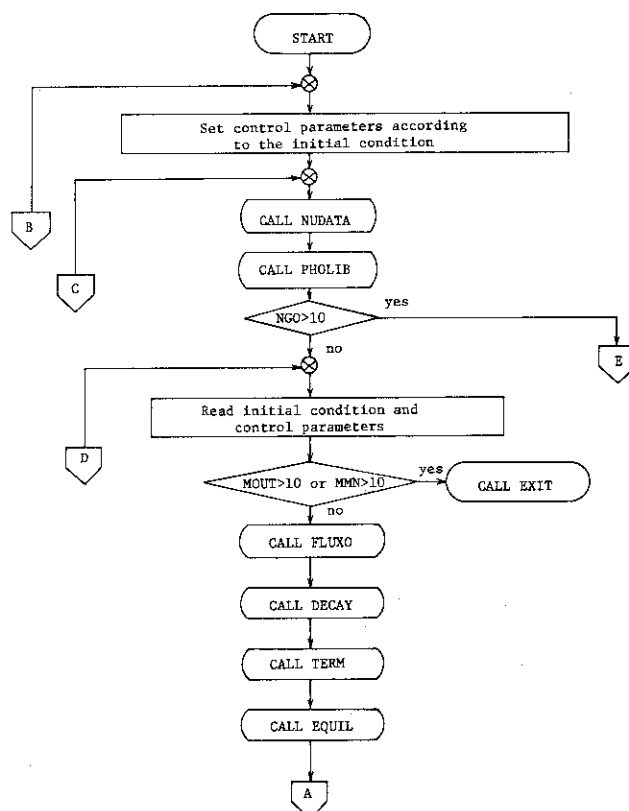 START
Set control parameters according
to the initial condition
B
CALL NUDATA
C
CALL PHOLIB
yes
NGO>10
no
E
Read initial condition and
control parameters
D
MOUT>10 or MMN>10
yes
CALL EXIT
no
CALL FLUXO
CALL DECAY
CALL TERM
CALL EQUIL
A